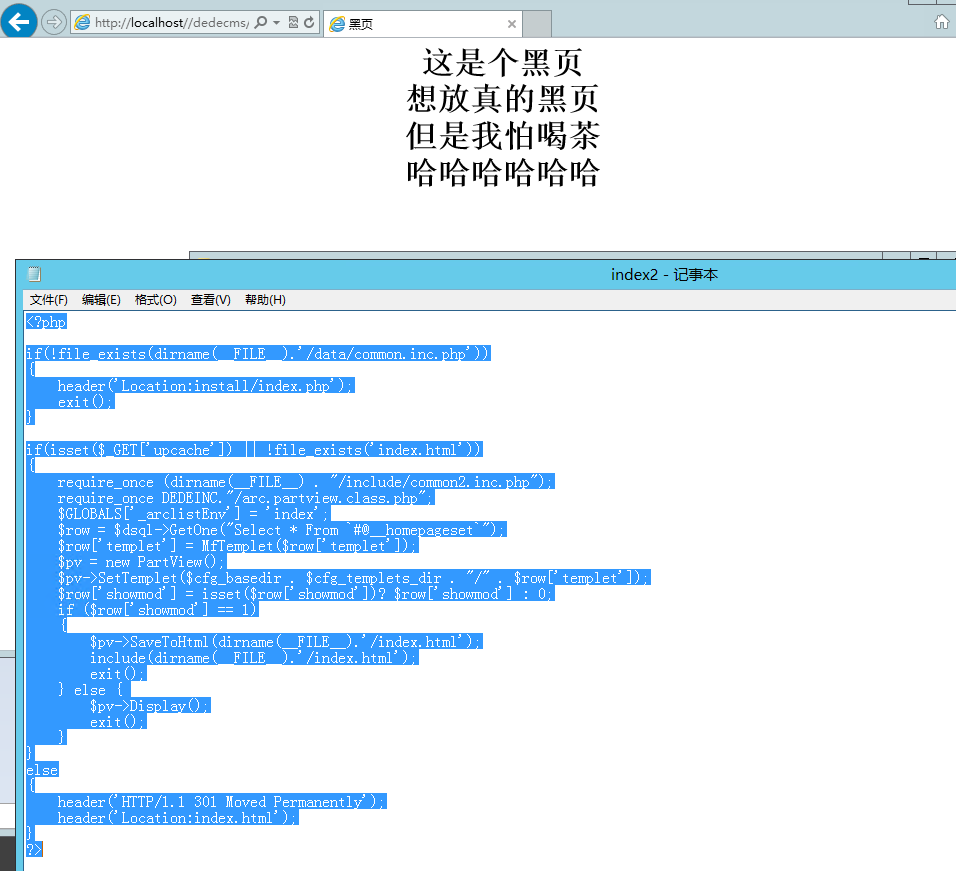 http://localhost//dedecms/
黑页
这是个黑页
想放真的黑页
但是我怕喝茶
哈哈哈哈哈哈
index2 - 记事本
文件(F) 编辑(E) 格式(O) 查看(V) 帮助(H)
<?php
if(!file_exists(dirname(__FILE__).'/data/common.inc.php'))
{
    header('Location:install/index.php');
    exit();
}
if(isset($_GET['upcache']) || !file_exists('index.html'))
{
    require_once (dirname(__FILE__) . "/include/common2.inc.php");
    require_once DEDEINC."/arc.partview.class.php";
    $GLOBALS['_arclistEnv'] = 'index';
    $row = $dsql->GetOne("Select * From `#@__homepageset`");
    $row['templet'] = MfTemplet($row['templet']);
    $pv = new PartView();
    $pv->SetTemplet($cfg_basedir . $cfg_templets_dir . "/" . $row['templet']);
    $row['showmod'] = isset($row['showmod'])? $row['showmod'] : 0;
    if ($row['showmod'] == 1)
    {
        $pv->SaveToHtml(dirname(__FILE__).'/index.html');
        include(dirname(__FILE__).'/index.html');
        exit();
    } else {
        $pv->Display();
        exit();
    }
}
else
{
    header('HTTP/1.1 301 Moved Permanently');
    header('Location:index.html');
}
?>